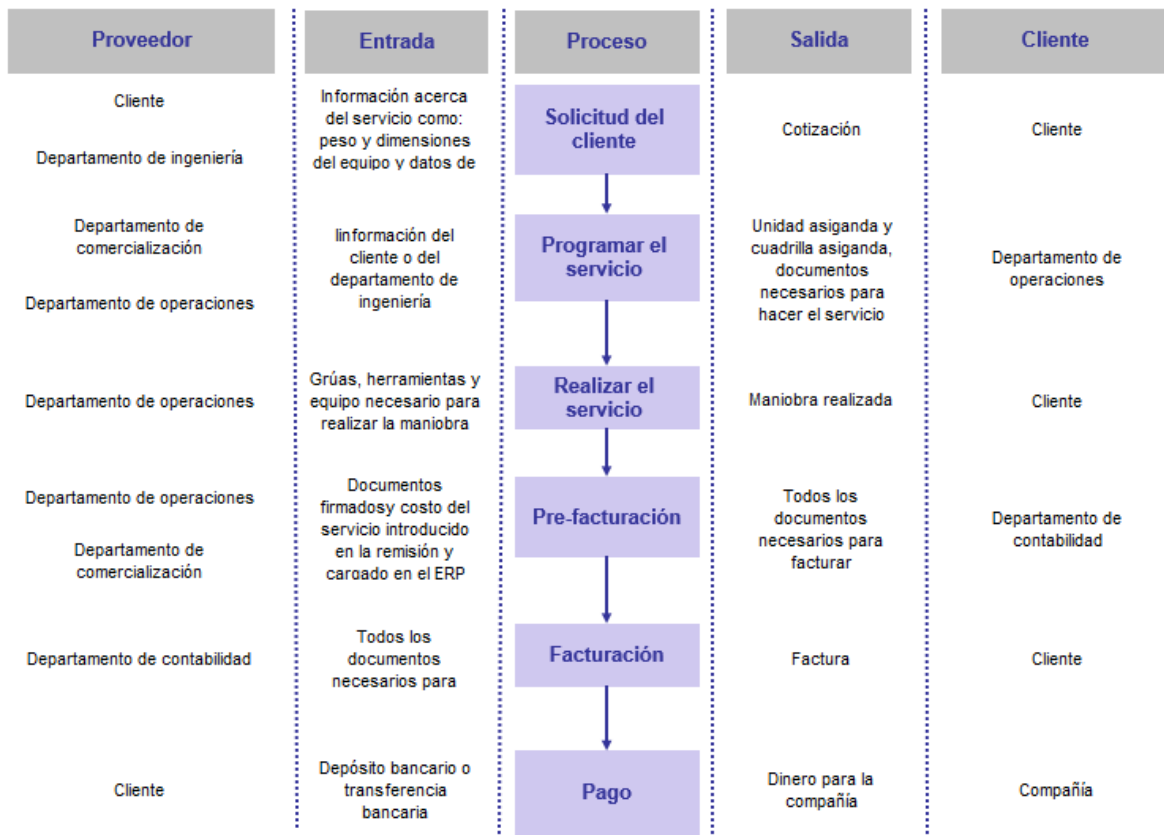 Proveedor
Entrada
Proceso
Salida
Cliente
Cliente
Departamento de ingeniería
Información acerca
del servicio como:
peso y dimensiones
del equipo y datos de
Solicitud del
cliente
Cotización
Cliente
Departamento de
comercialización
Departamento de operaciones
Iinformación del
cliente o del
departamento de
ingeniería
Programar el
servicio
Unidad asiganda y
cuadrilla asiganda,
documentos
necesarios para
hacer el servicio
Departamento de
operaciones
Departamento de operaciones
Grúas, herramientas y
equipo necesario para
realizar la maniobra
Realizar el
servicio
Maniobra realizada
Cliente
Departamento de operaciones
Departamento de
comercialización
Documentos
firmadosy costo del
servicio introducido
en la remisión y
cargado en el ERP
Pre-facturación
Todos los
documentos
necesarios para
facturar
Departamento de
contabilidad
Departamento de contabilidad
Todos los
documentos
necesarios para
Facturación
Factura
Cliente
Cliente
Depósito bancario o
transferencia
bancaria
Pago
Dinero para la
compañía
Compañía